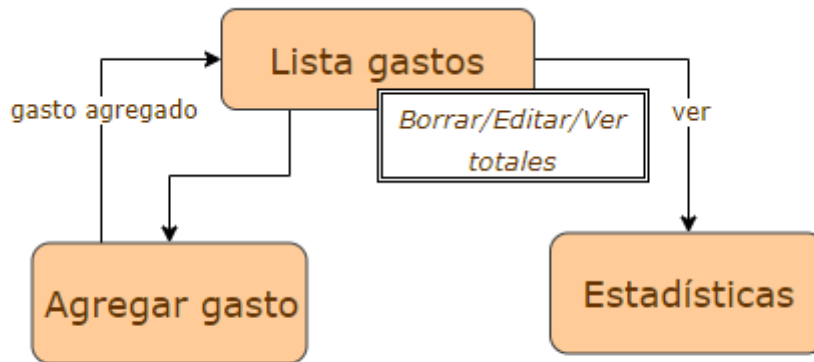 Lista gastos
gasto agregado
Borrar/Editar/Ver
totales
ver
Agregar gasto
Estadísticas